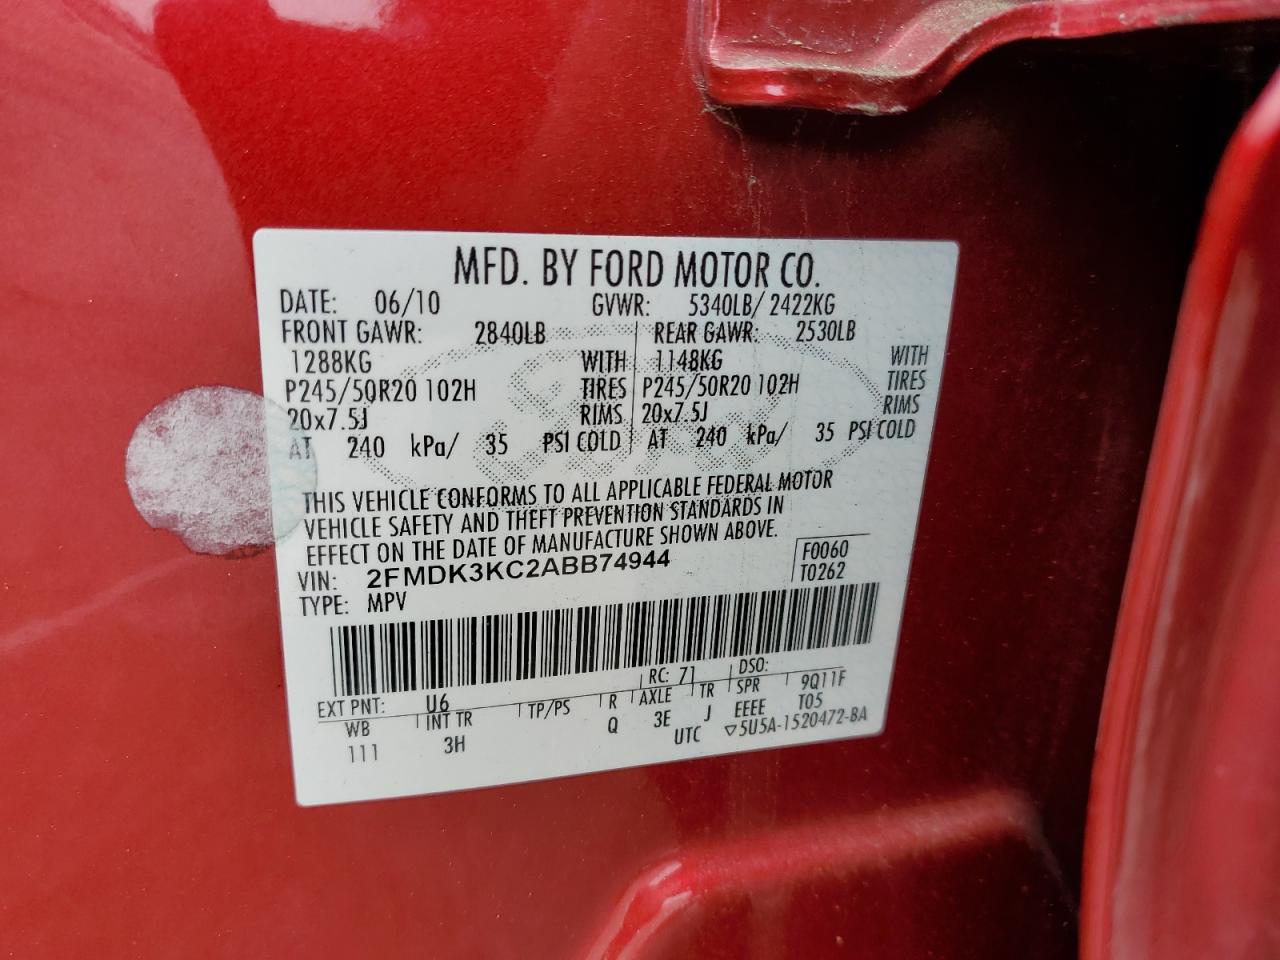 MFD. BY FORD MOTOR CO.
DATE: 06/10 GVWR: 5340LB/ 2422KG
FRONT GAWR: 2840LB REAR GAWR: 2530LB
1288KG WITH 1148KG WITH
P245/50R20 102H TIRES P245/50R20 102H TIRES
20x7.5J RIMS 20x7.5J RIMS
AT 240 kPa/ 35 PSI COLD AT 240 kPa/ 35 PSI COLD
THIS VEHICLE CONFORMS TO ALL APPLICABLE FEDERAL MOTOR
VEHICLE SAFETY AND THEFT PREVENTION STANDARDS IN
EFFECT ON THE DATE OF MANUFACTURE SHOWN ABOVE.
VIN: 2FMDK3KC2ABB74944 F0060
TYPE: MPV T0262
EXT PNT: U6 RC: 71 DSO:
WB INT TR TP/PS R AXLE TR SPR 9Q11F
111 3H Q 3E J EEEE T05
UTC ▽5U5A-1520472-BA